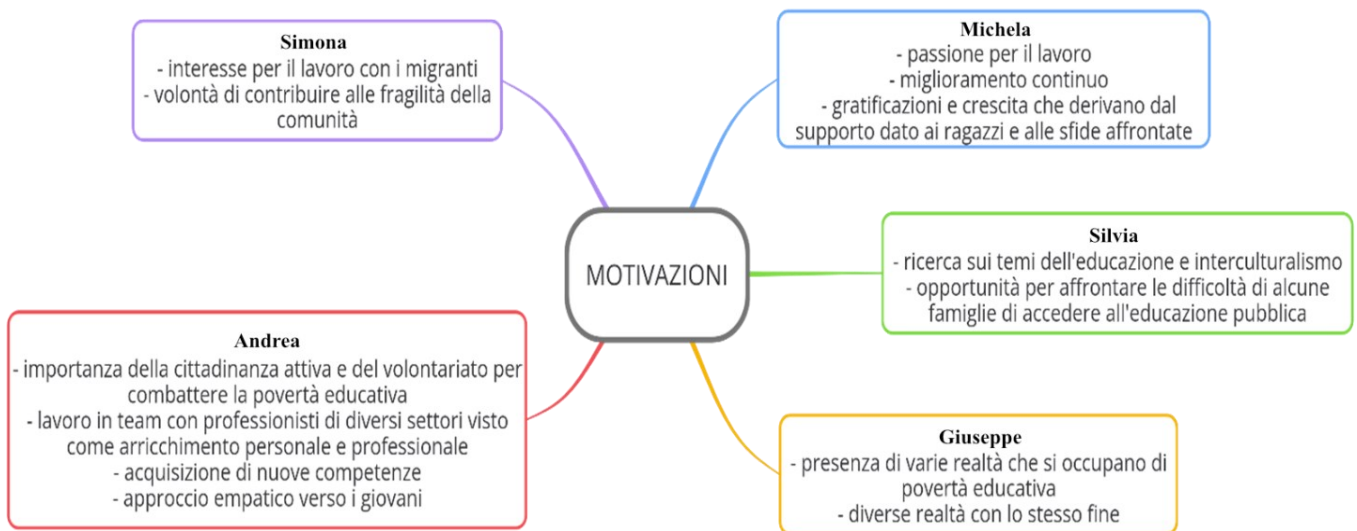 Simona
- interesse per il lavoro con i migranti
- volontà di contribuire alle fragilità della
comunità
Michela
- passione per il lavoro
- miglioramento continuo
- gratificazioni e crescita che derivano dal
supporto dato ai ragazzi e alle sfide affrontate
MOTIVAZIONI
Silvia
- ricerca sui temi dell'educazione e interculturalismo
- opportunità per affrontare le difficoltà di alcune
famiglie di accedere all'educazione pubblica
Andrea
- importanza della cittadinanza attiva e del volontariato per
combattere la povertà educativa
- lavoro in team con professionisti di diversi settori visto
come arricchimento personale e professionale
- acquisizione di nuove competenze
- approccio empatico verso i giovani
Giuseppe
- presenza di varie realtà che si occupano di
povertà educativa
- diverse realtà con lo stesso fine